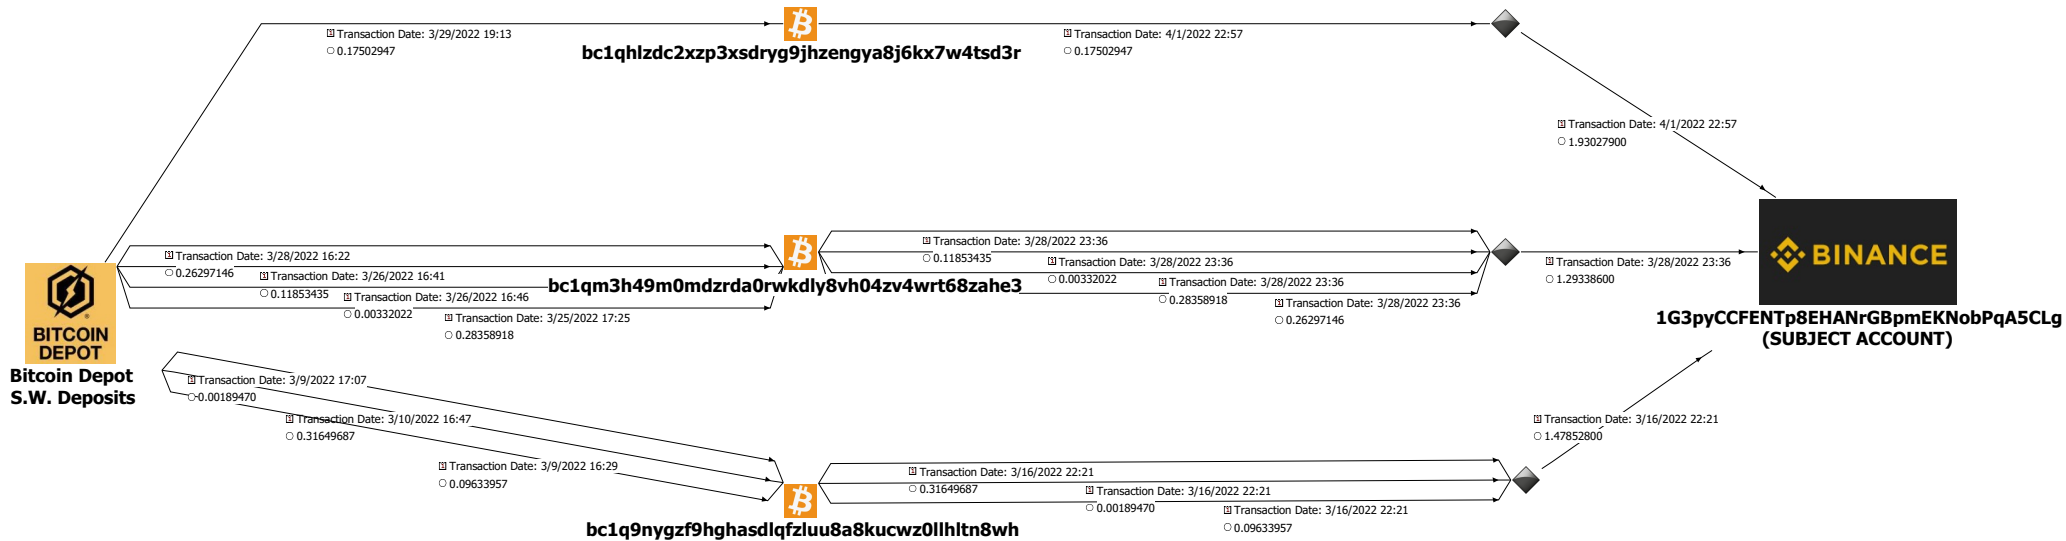 Transaction Date: 3/29/2022 19:13
0.17502947
bc1qhlzdc2xzp3xsdryg9jhzengya8j6kx7w4tsd3r
Transaction Date: 4/1/2022 22:57
0.17502947
Transaction Date: 4/1/2022 22:57
1.93027900
Transaction Date: 3/28/2022 16:22
0.26297146
Transaction Date: 3/26/2022 16:41
0.11853435
Transaction Date: 3/26/2022 16:46
0.00332022
Transaction Date: 3/25/2022 17:25
0.28358918
bc1qm3h49m0mdzrda0rwkdly8vh04zv4wrt68zahe3
Transaction Date: 3/28/2022 23:36
0.11853435
Transaction Date: 3/28/2022 23:36
0.00332022
Transaction Date: 3/28/2022 23:36
0.28358918
Transaction Date: 3/28/2022 23:36
0.26297146
Transaction Date: 3/28/2022 23:36
1.29338600
BINANCE
1G3pyCCFENTp8EHANrGBpmEKNobPqA5CLg
(SUBJECT ACCOUNT)
BITCOIN
DEPOT
Bitcoin Depot
S.W. Deposits
Transaction Date: 3/9/2022 17:07
0.00189470
Transaction Date: 3/10/2022 16:47
0.31649687
Transaction Date: 3/9/2022 16:29
0.09633957
bc1q9nygzf9hghasdlqfzluu8a8kucwz0llhltn8wh
Transaction Date: 3/16/2022 22:21
0.31649687
Transaction Date: 3/16/2022 22:21
0.00189470
Transaction Date: 3/16/2022 22:21
0.09633957
Transaction Date: 3/16/2022 22:21
1.47852800